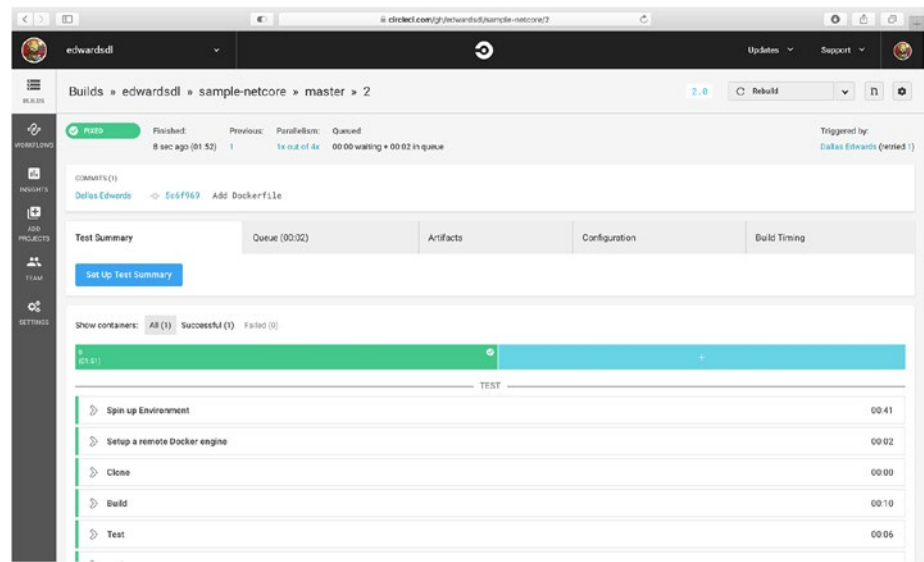 circleci.com/gh/edwardsdl/sample-netcore/2
edwardsdl
Updates
Support
BUILDS
Builds » edwardsdl » sample-netcore » master » 2
2.0
Rebuild
WORKFLOWS
FIXED
Finished:
8 sec ago (01:52)
Previous:
1
Parallelism:
1x out of 4x
Queued:
00:00 waiting + 00:02 in queue
Triggered by:
Dallas Edwards (retried 1)
INSIGHTS
COMMITS (1)
Dallas Edwards 5c6f969 Add Dockerfile
ADD
PROJECTS
Test Summary
Queue (00:02)
Artifacts
Configuration
Build Timing
TEAM
Set Up Test Summary
SETTINGS
Show containers: All (1) Successful (1) Failed (0)
0
(01:51)
+
TEST
Spin up Environment 00:41
Setup a remote Docker engine 00:02
Clone 00:00
Build 00:10
Test 00:06